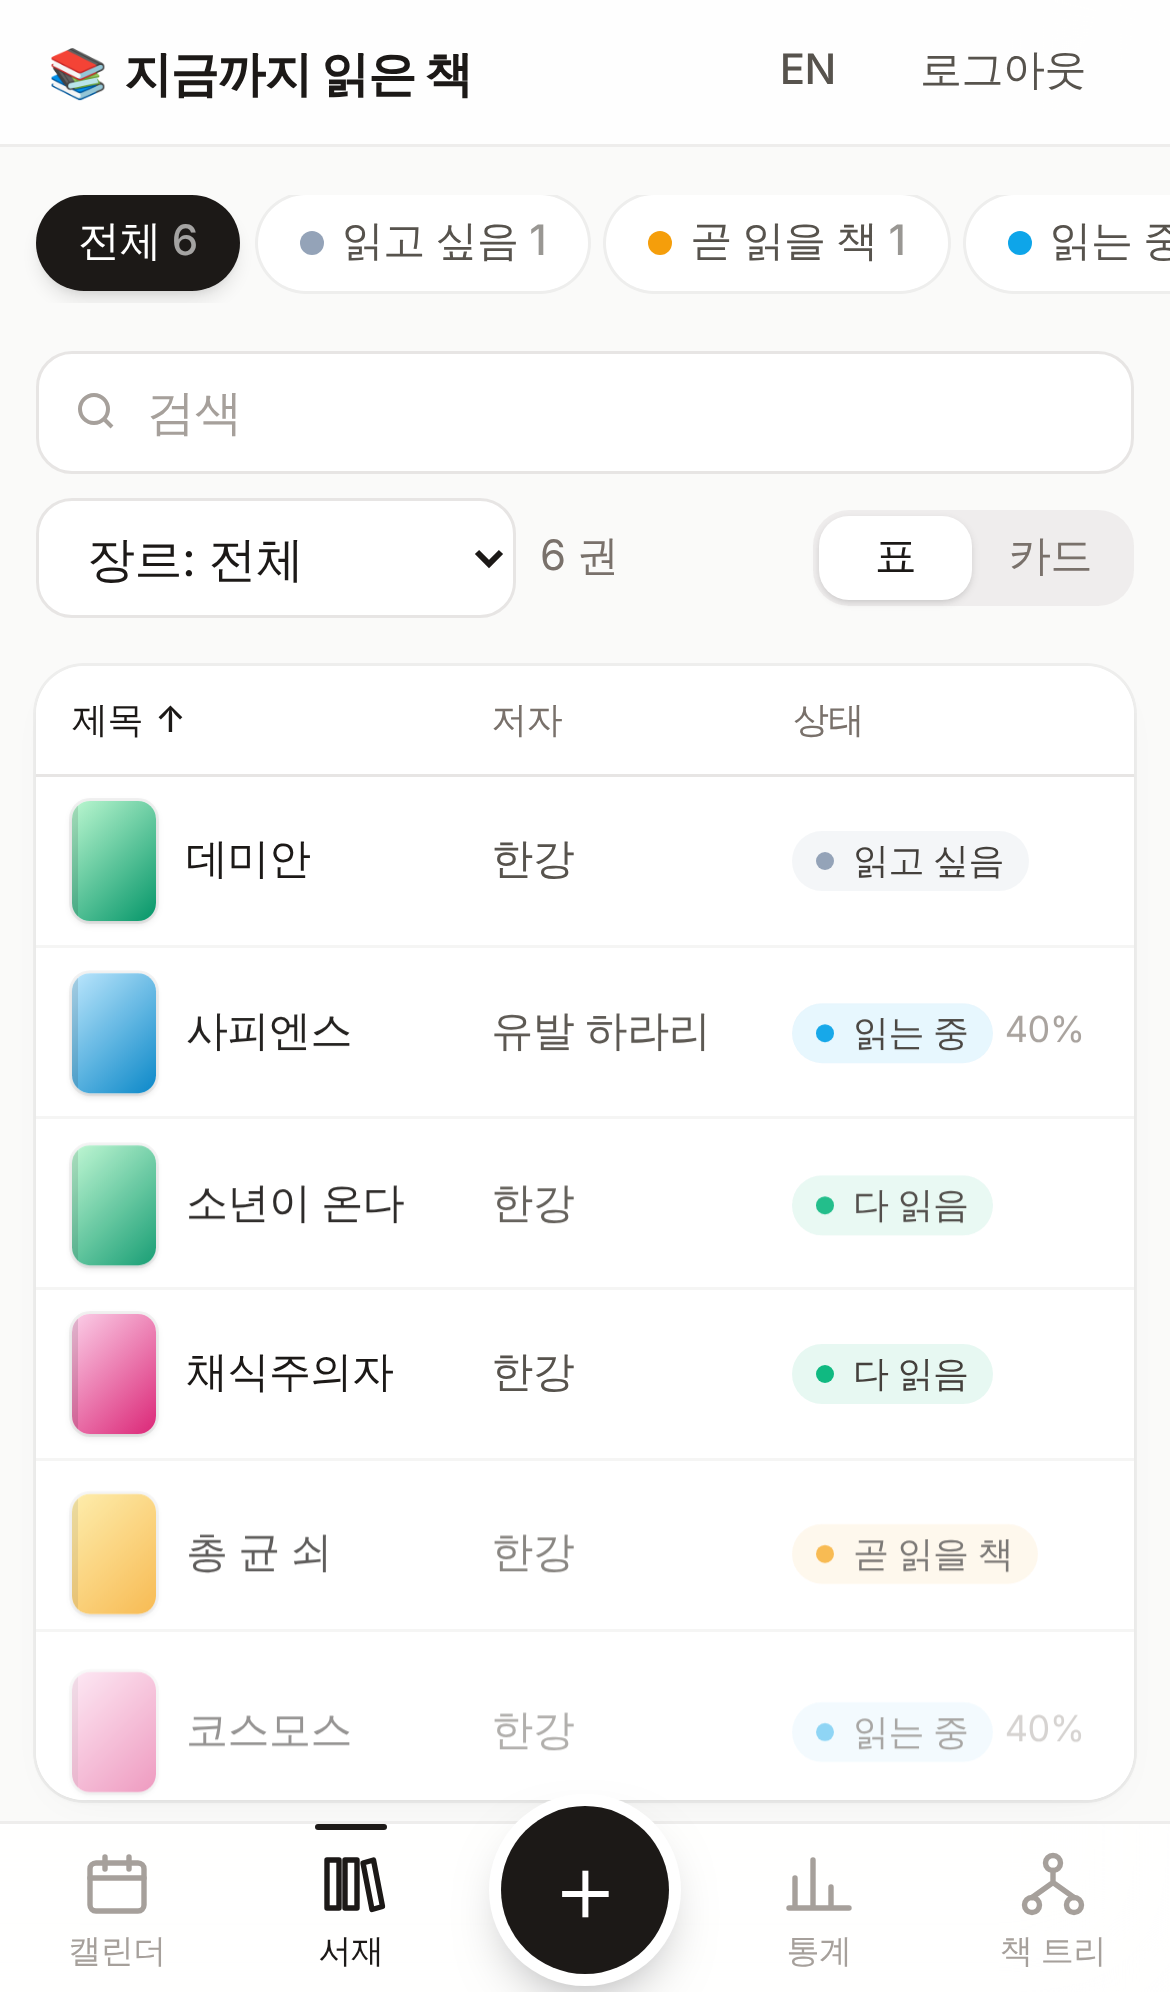 지금까지 읽은 책 EN 로그아웃
전체 6 읽고 싶음 1 곧 읽을 책 1 읽는 중
검색
장르: 전체 6 권 표 카드
제목 ↑ 저자 상태
데미안 한강 읽고 싶음
사피엔스 유발 하라리 읽는 중 40%
소년이 온다 한강 다 읽음
채식주의자 한강 다 읽음
총 균 쇠 한강 곧 읽을 책
코스모스 한강 읽는 중 40%
캘린더 서재 + 통계 책 트리